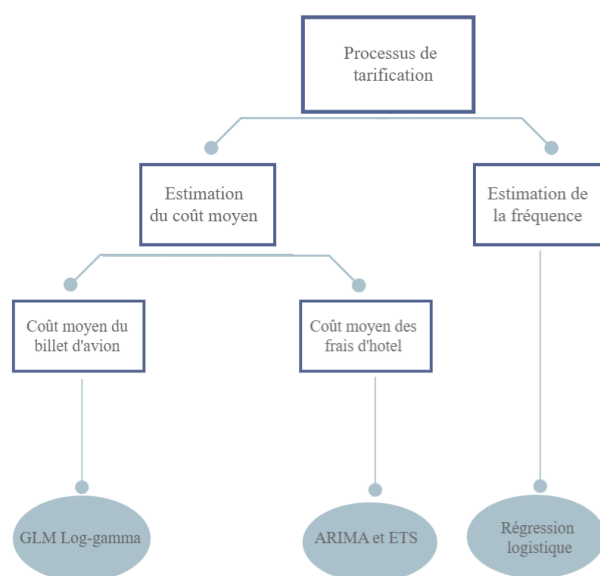 Processus de
tarification
Estimation
du coût moyen
Estimation de
la fréquence
Coût moyen du
billet d'avion
Coût moyen des
frais d'hotel
GLM Log-gamma
ARIMA et ETS
Régression
logistique